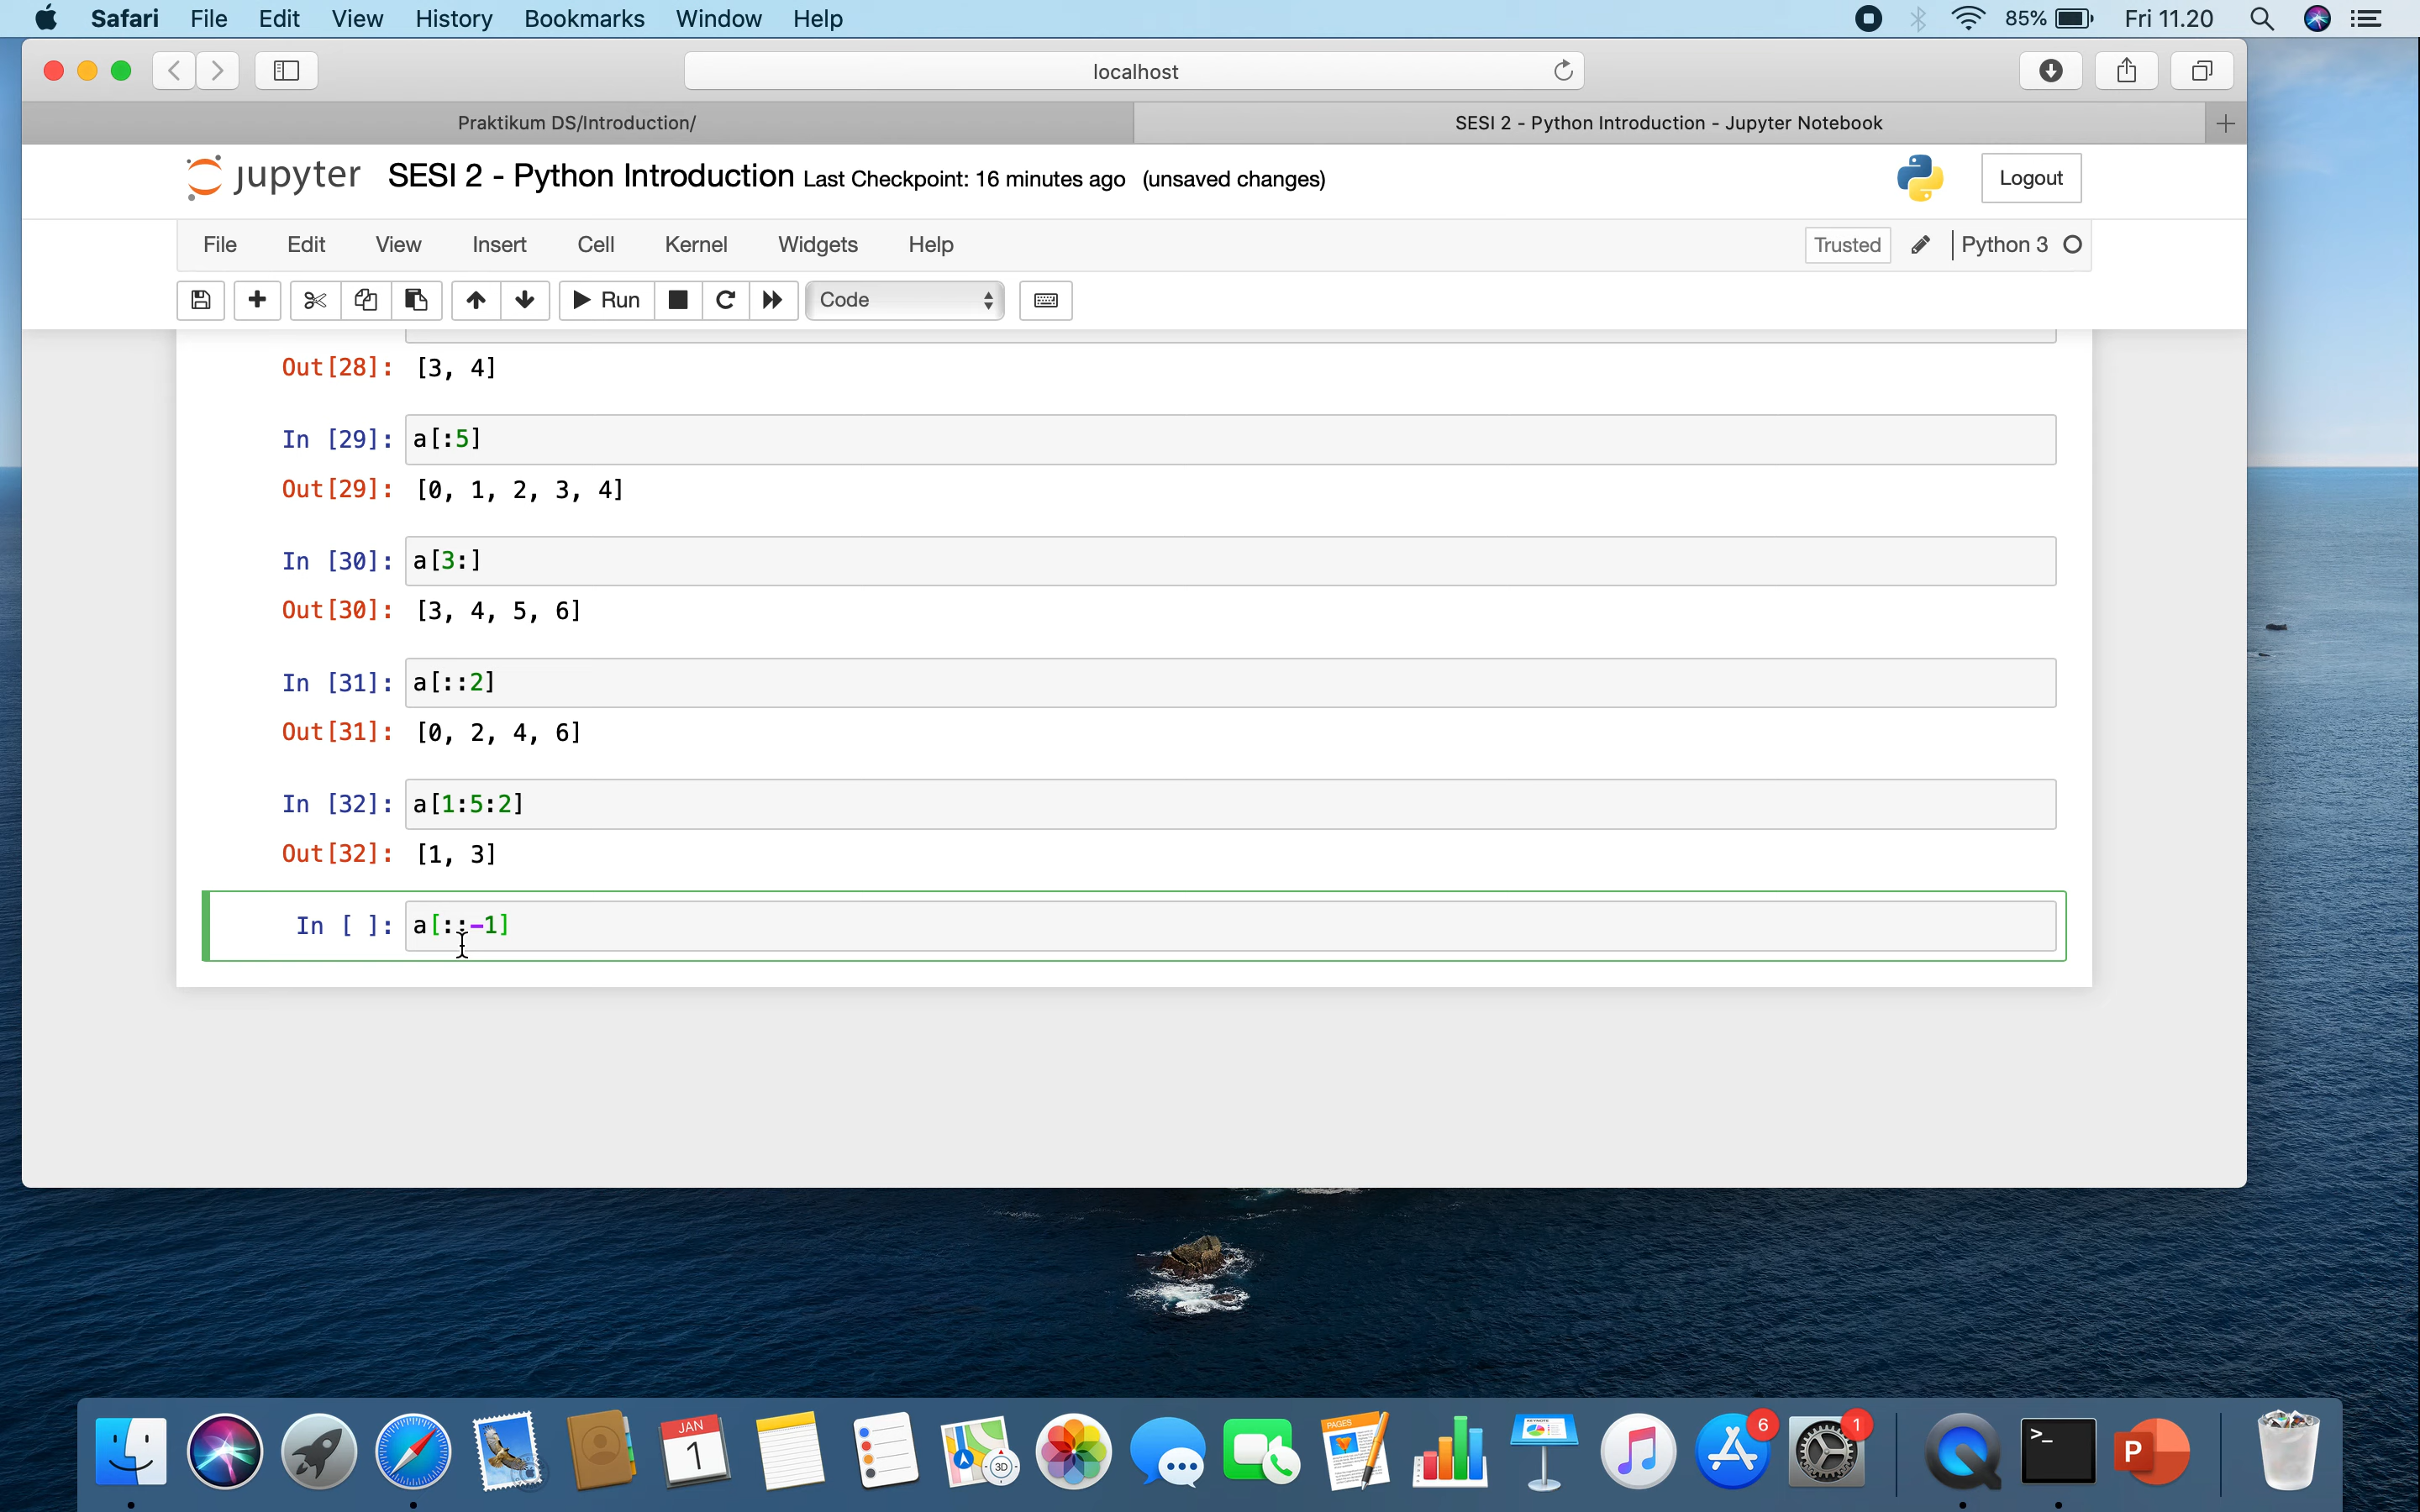 Safari File Edit View History Bookmarks Window Help 85% Fri 11.20
localhost
Praktikum DS/Introduction/ SESI 2 - Python Introduction - Jupyter Notebook
jupyter SESI 2 - Python Introduction Last Checkpoint: 16 minutes ago (unsaved changes) Logout
File Edit View Insert Cell Kernel Widgets Help Trusted Python 3
Run Code
Out[28]: [3, 4]
In [29]: a[:5]
Out[29]: [0, 1, 2, 3, 4]
In [30]: a[3:]
Out[30]: [3, 4, 5, 6]
In [31]: a[::2]
Out[31]: [0, 2, 4, 6]
In [32]: a[1:5:2]
Out[32]: [1, 3]
In [ ]: a[::-1]
JAN
1
3D
PAGES
KEYNOTE
6
1
>_
P